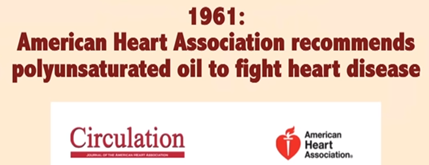 1961:
American Heart Association recommends
polyunsaturated oil to fight heart disease
Circulation
JOURNAL OF THE AMERICAN HEART ASSOCIATION
American
Heart
Association®